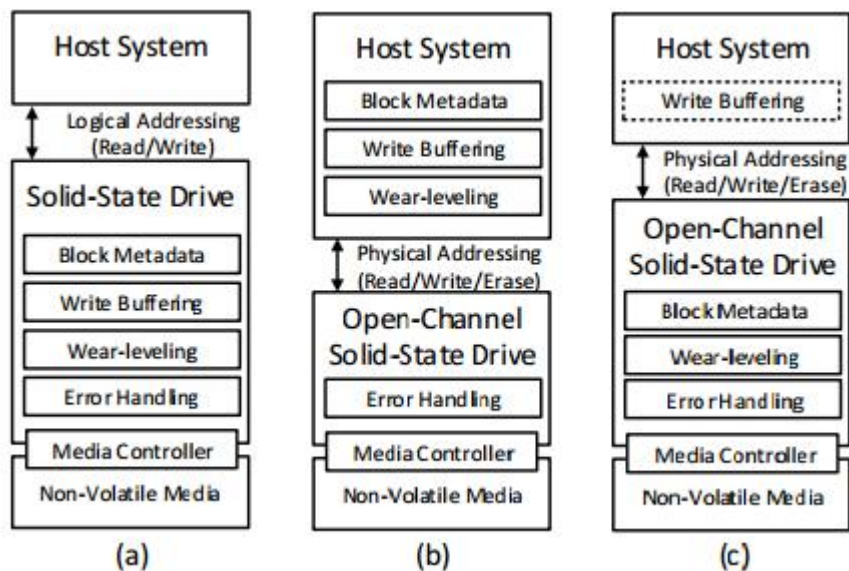 Host System
Logical Addressing
(Read/Write)
Solid-State Drive
Block Metadata
Write Buffering
Wear-leveling
Error Handling
Media Controller
Non-Volatile Media
(a)
Host System
Block Metadata
Write Buffering
Wear-leveling
Physical Addressing
(Read/Write/Erase)
Open-Channel
Solid-State Drive
Error Handling
Media Controller
Non-Volatile Media
(b)
Host System
Write Buffering
Physical Addressing
(Read/Write/Erase)
Open-Channel
Solid-State Drive
Block Metadata
Wear-leveling
Error Handling
Media Controller
Non-Volatile Media
(c)